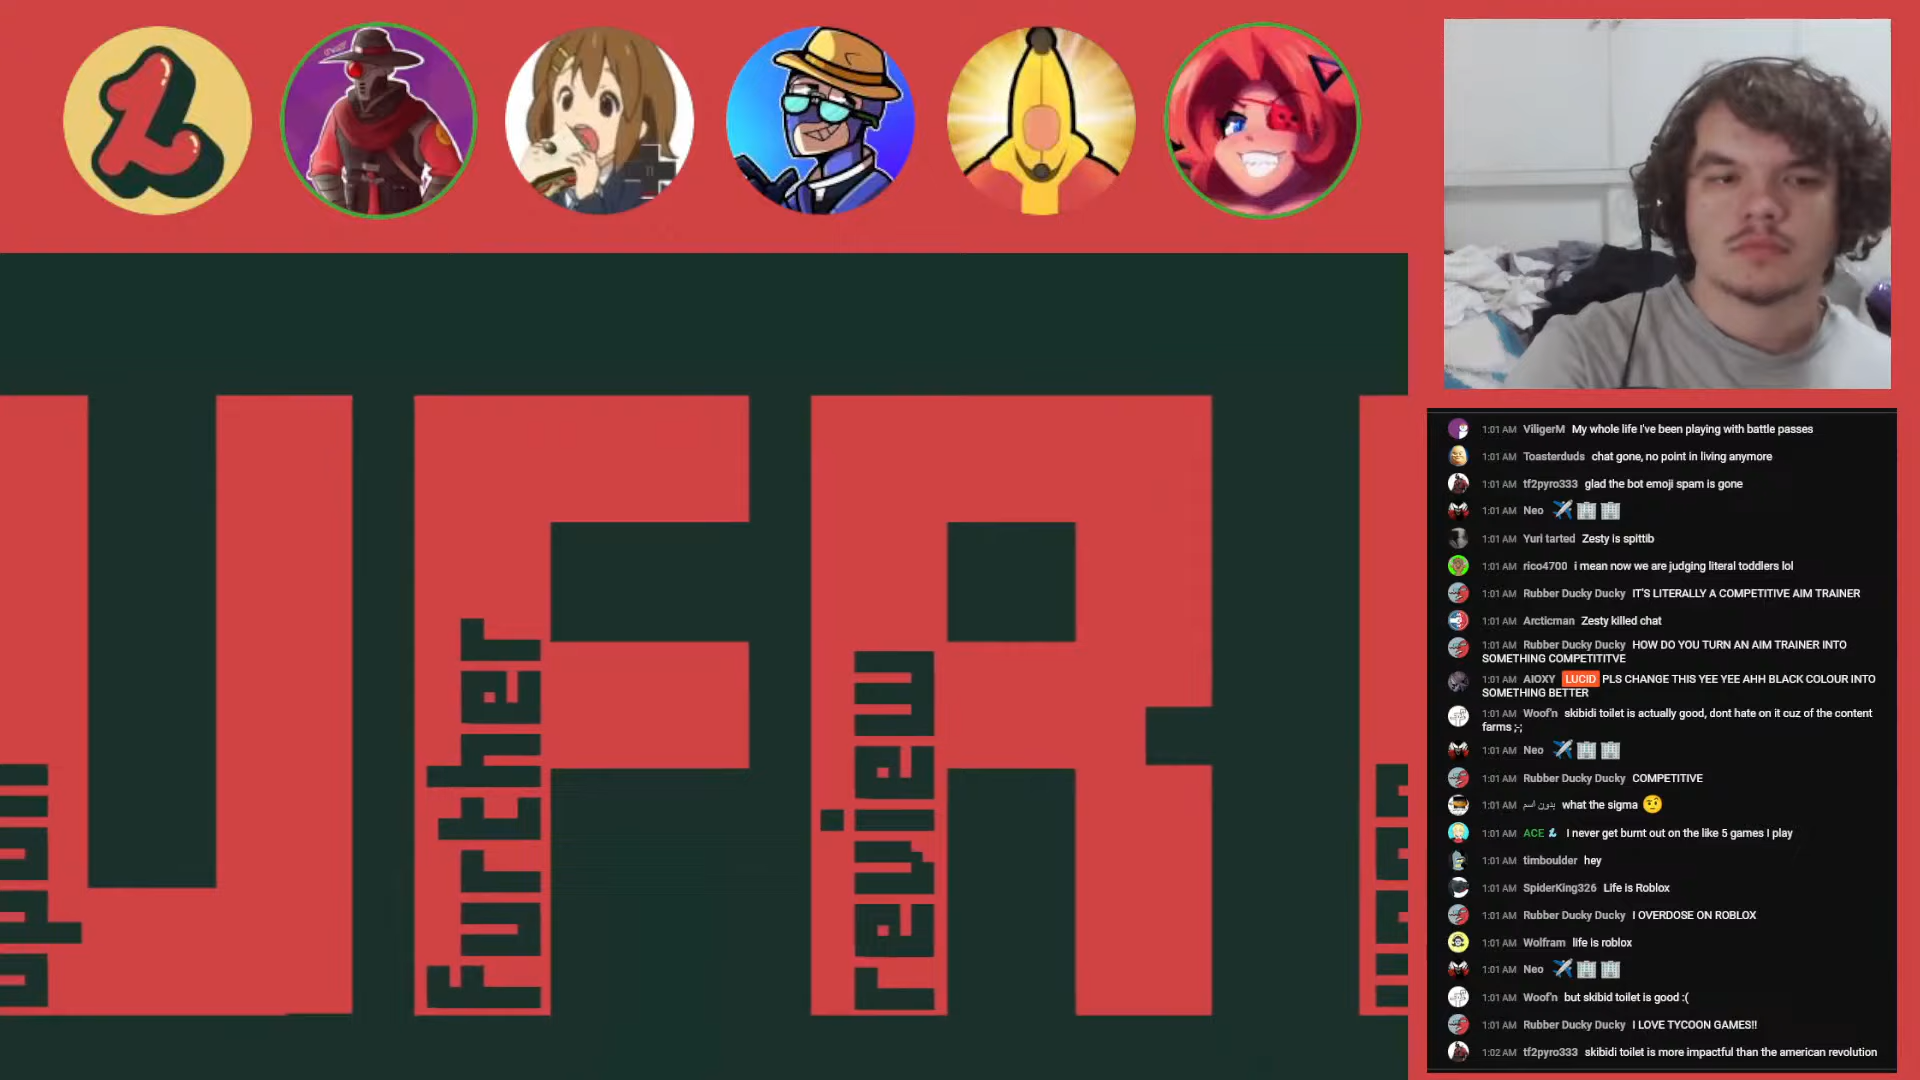 UFR
upon
Further
review
1:01 AM ViligerM My whole life I've been playing with battle passes
1:01 AM Toasterduds chat gone, no point in living anymore
1:01 AM tf2pyro333 glad the bot emoji spam is gone
1:01 AM Neo ✈️🏢🏢
1:01 AM Yuri tarted Zesty is spittib
1:01 AM rico4700 i mean now we are judging literal toddlers lol
1:01 AM Rubber Ducky Ducky IT'S LITERALLY A COMPETITIVE AIM TRAINER
1:01 AM Arcticman Zesty killed chat
1:01 AM Rubber Ducky Ducky HOW DO YOU TURN AN AIM TRAINER INTO
SOMETHING COMPETITITVE
1:01 AM AIOXY LUCID PLS CHANGE THIS YEE YEE AHH BLACK COLOUR INTO
SOMETHING BETTER
1:01 AM Woof'n skibidi toilet is actually good, dont hate on it cuz of the content
farms ;-;
1:01 AM Neo ✈️🏢🏢
1:01 AM Rubber Ducky Ducky COMPETITIVE
1:01 AM بدون اسم what the sigma 🤨
1:01 AM ACE I never get burnt out on the like 5 games I play
1:01 AM timboulder hey
1:01 AM SpiderKing326 Life is Roblox
1:01 AM Rubber Ducky Ducky I OVERDOSE ON ROBLOX
1:01 AM Wolfram life is roblox
1:01 AM Neo ✈️🏢🏢
1:01 AM Woof'n but skibid toilet is good :(
1:01 AM Rubber Ducky Ducky I LOVE TYCOON GAMES!!
1:02 AM tf2pyro333 skibidi toilet is more impactful than the american revolution